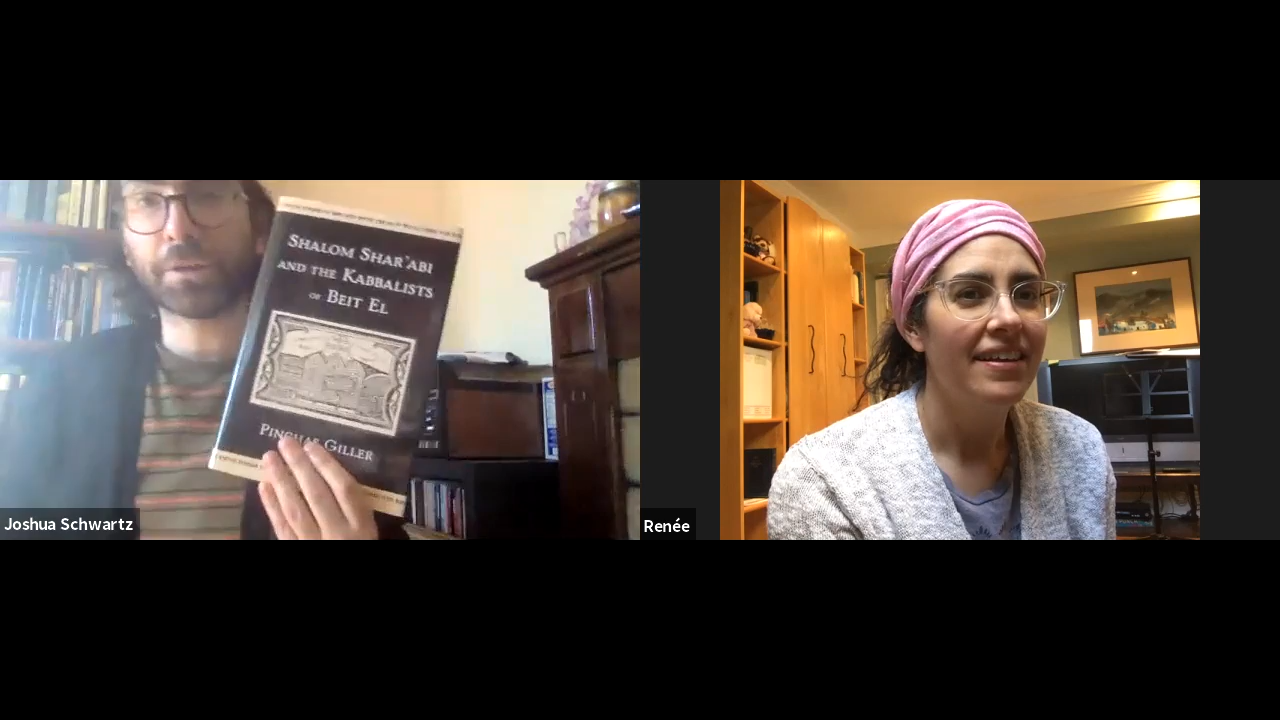 SHALOM SHAR'ABI
AND THE KABBALISTS
OF BEIT EL
PINCHAS GILLER
Joshua Schwartz
Renée